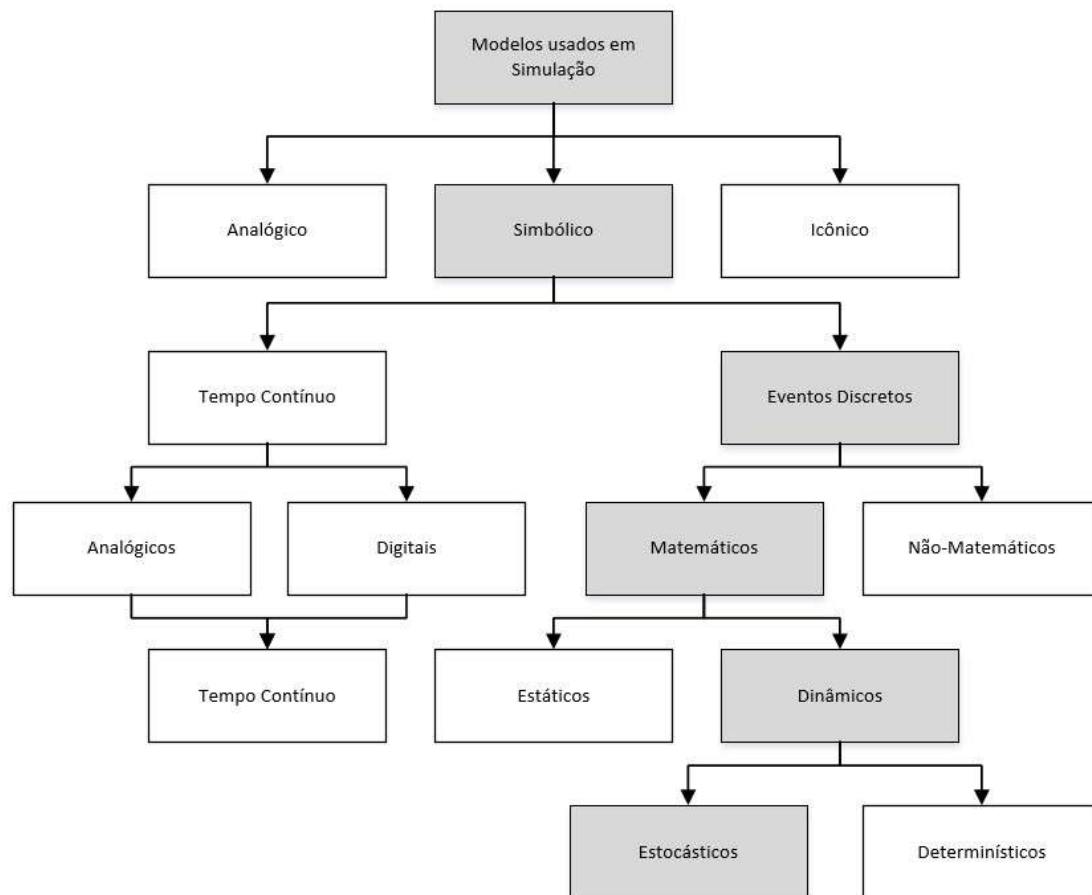 Modelos usados em
Simulação
Analógico
Simbólico
Icônico
Tempo Contínuo
Eventos Discretos
Analógicos
Digitais
Matemáticos
Não-Matemáticos
Tempo Contínuo
Estáticos
Dinâmicos
Estocásticos
Determinísticos